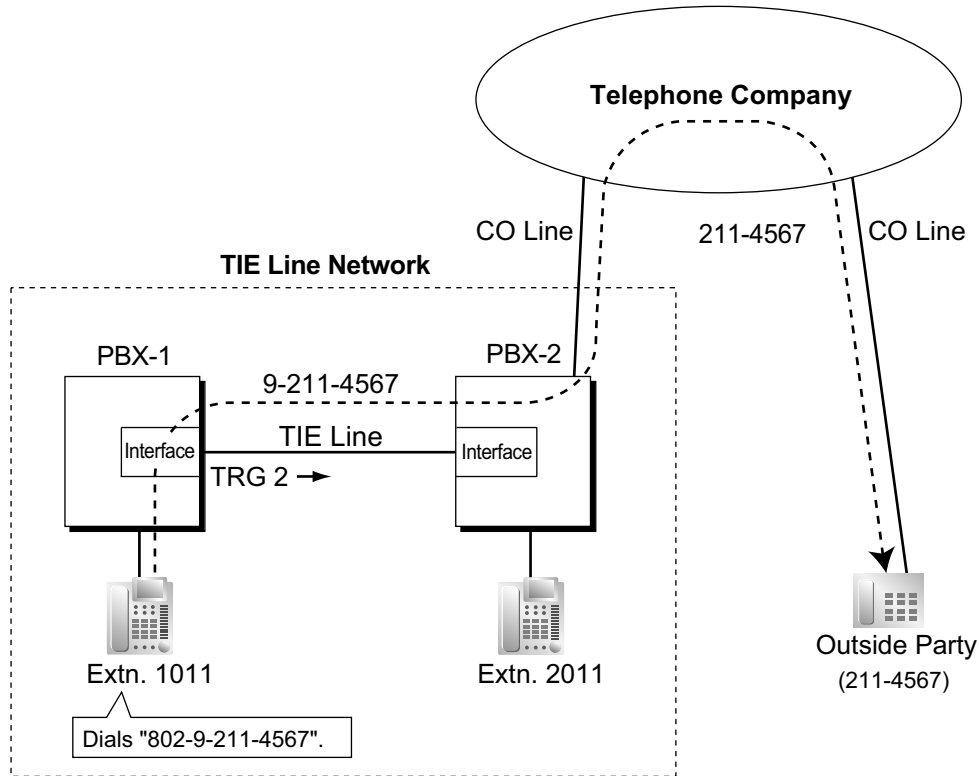 Telephone Company
CO Line
211-4567
CO Line
TIE Line Network
PBX-1
PBX-2
9-211-4567
Interface
TIE Line
Interface
TRG 2
Extn. 1011
Extn. 2011
Outside Party
(211-4567)
Dials "802-9-211-4567".